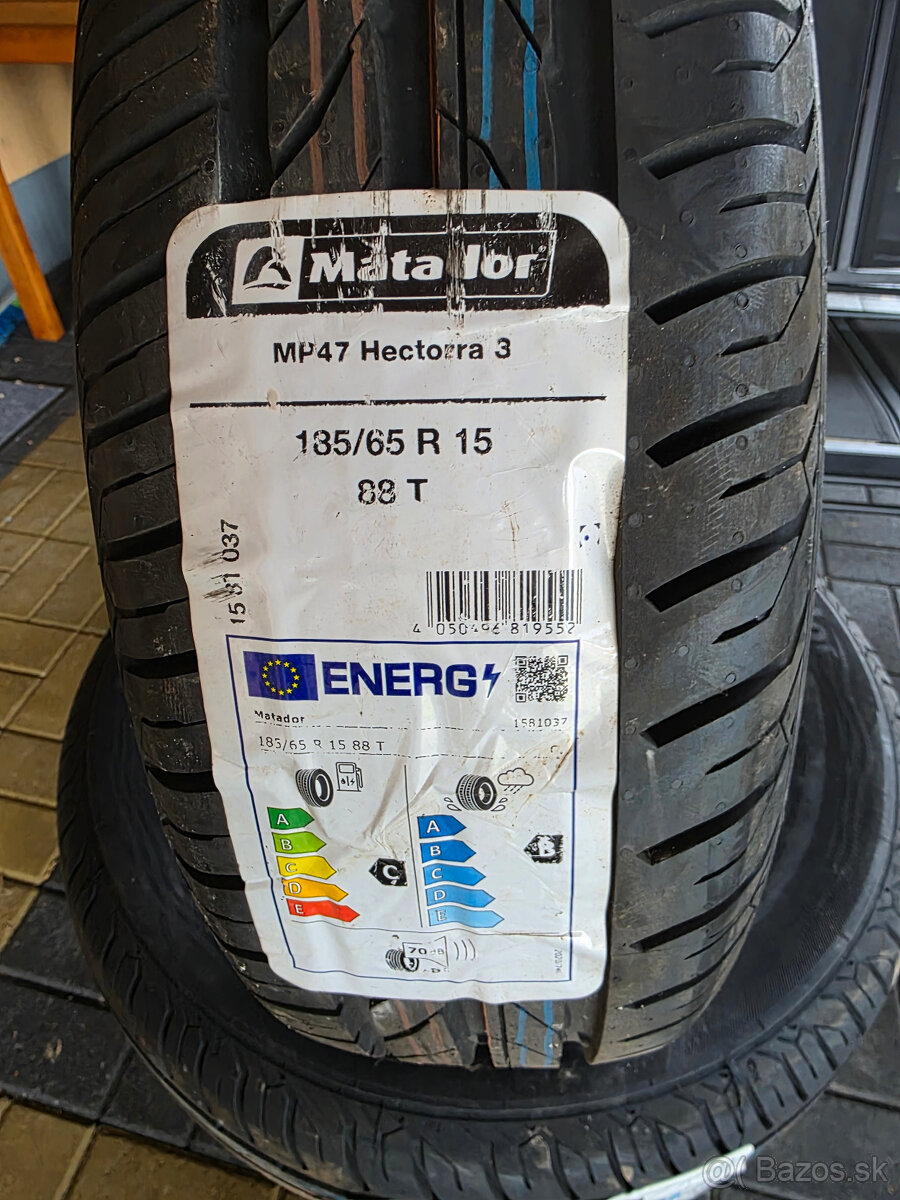 Matador
MP47 Hectorra 3
185/65 R 15
88 T
1581037
4 050496 819552
ENERG
Matador
1581037
185/65 R 15 88 T
A
B
C
D
E
C
A
B
C
D
E
B
70 dB
@ Bazos.sk